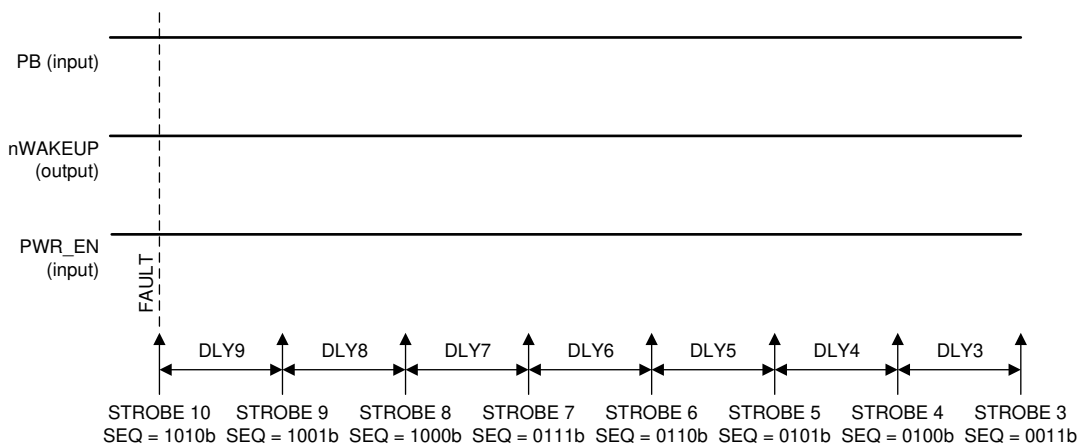 PB (input)
nWAKEUP
(output)
PWR_EN
(input)
FAULT
DLY9 DLY8 DLY7 DLY6 DLY5 DLY4 DLY3
STROBE 10 STROBE 9 STROBE 8 STROBE 7 STROBE 6 STROBE 5 STROBE 4 STROBE 3
SEQ = 1010b SEQ = 1001b SEQ = 1000b SEQ = 0111b SEQ = 0110b SEQ = 0101b SEQ = 0100b SEQ = 0011b